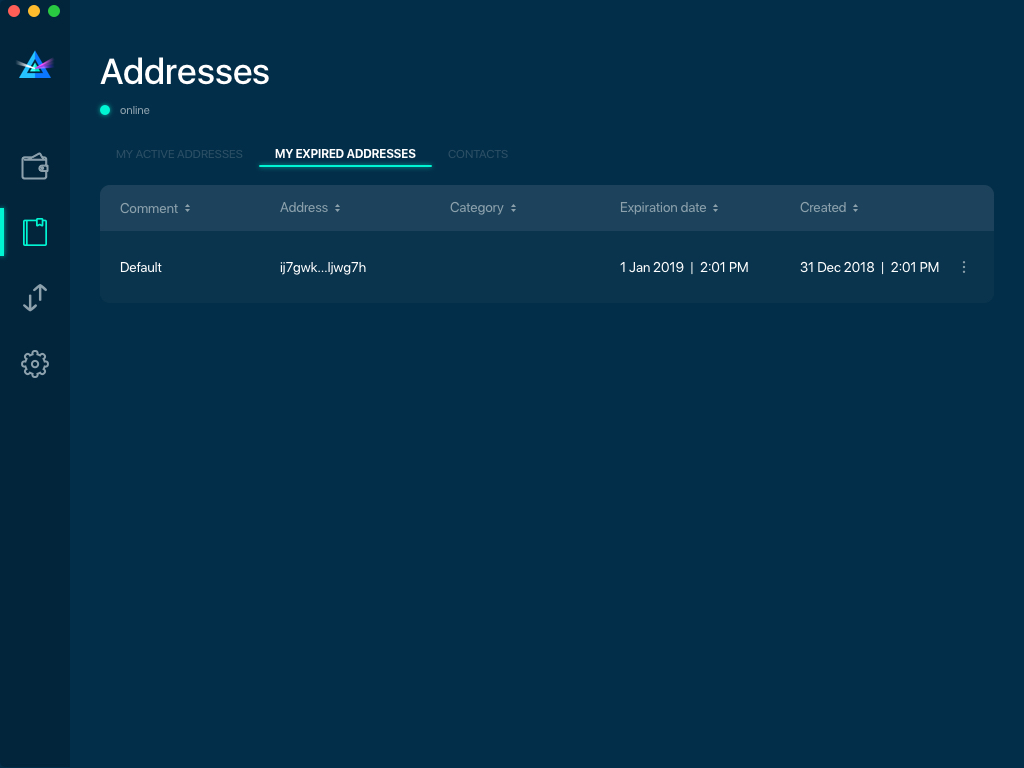 Addresses
online
MY ACTIVE ADDRESSES MY EXPIRED ADDRESSES CONTACTS
Comment Address Category Expiration date Created
Default ij7gwk...ljwg7h 1 Jan 2019 | 2:01 PM 31 Dec 2018 | 2:01 PM